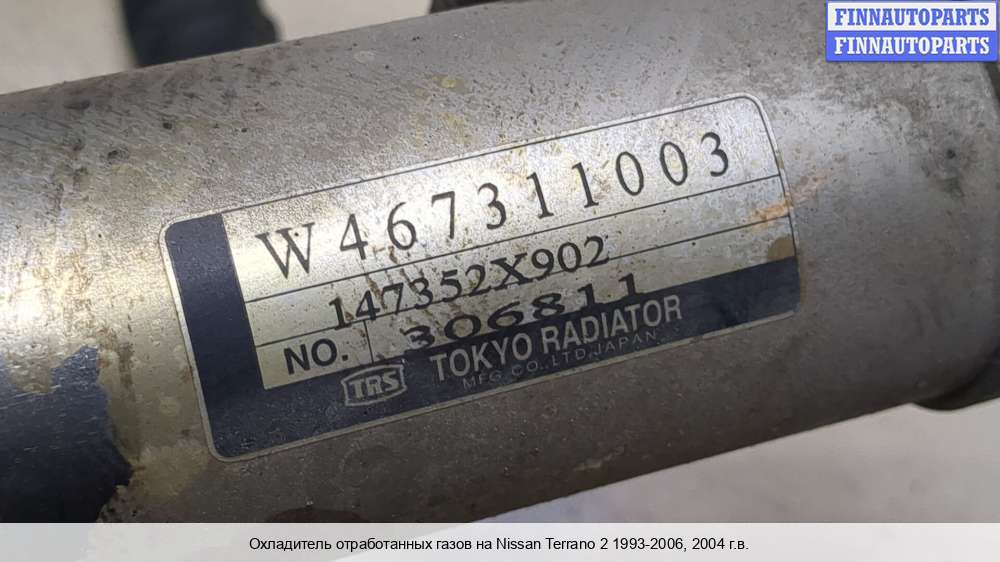 FINNAUTOPARTS
FINNAUTOPARTS
W467311003
147352X902
NO. 306811
TRS TOKYO RADIATOR
MFG CO., LTD. JAPAN
Охладитель отработанных газов на Nissan Terrano 2 1993-2006, 2004 г.в.